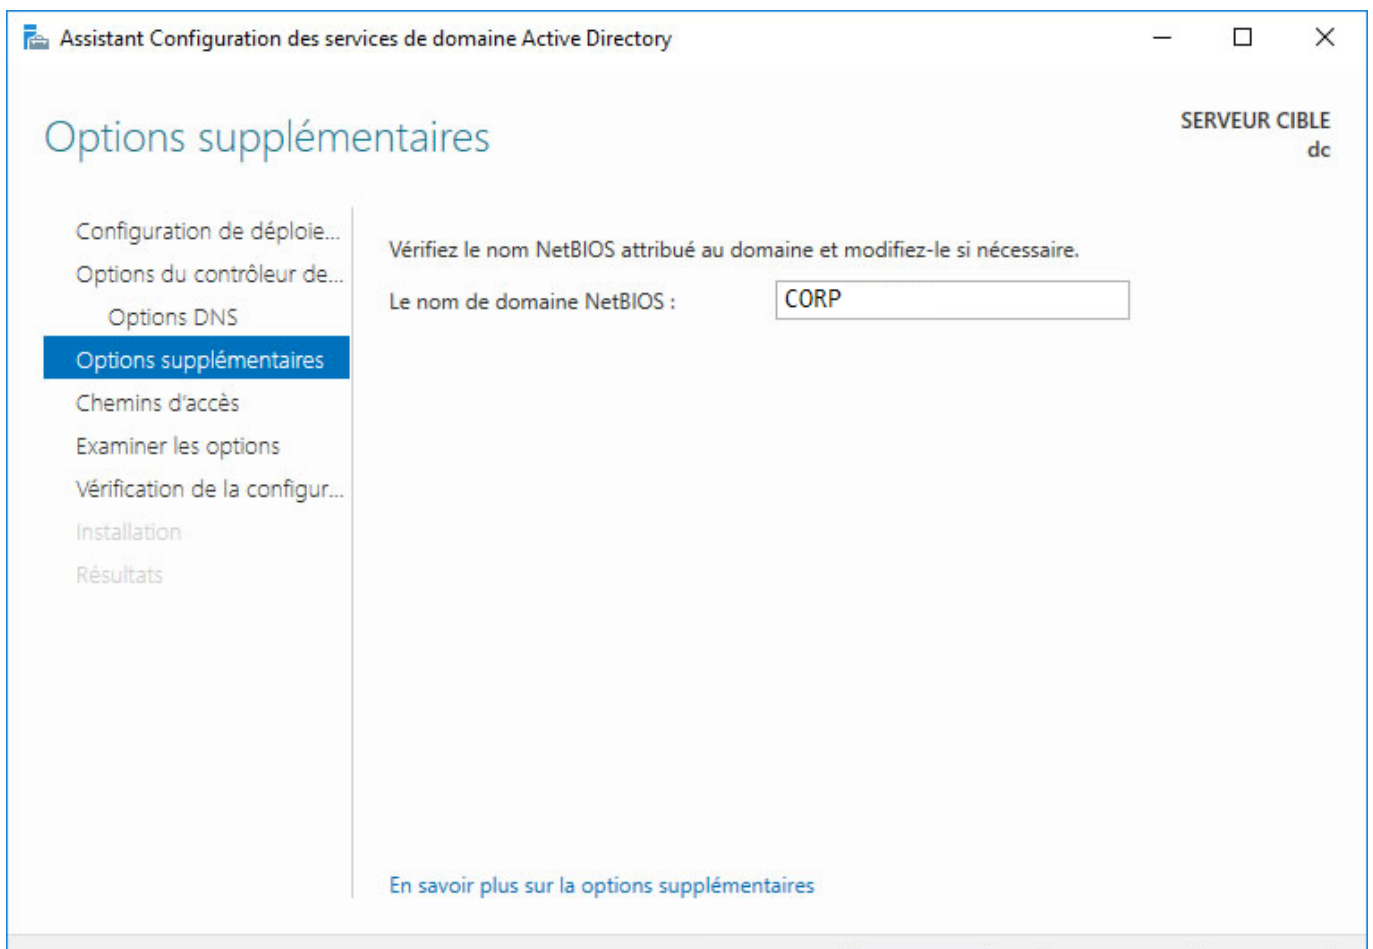 Assistant Configuration des services de domaine Active Directory
Options supplémentaires
SERVEUR CIBLE
dc
Configuration de déploie...
Options du contrôleur de...
Options DNS
Options supplémentaires
Chemins d'accès
Examiner les options
Vérification de la configur...
Installation
Résultats
Vérifiez le nom NetBIOS attribué au domaine et modifiez-le si nécessaire.
Le nom de domaine NetBIOS :
CORP
En savoir plus sur la options supplémentaires